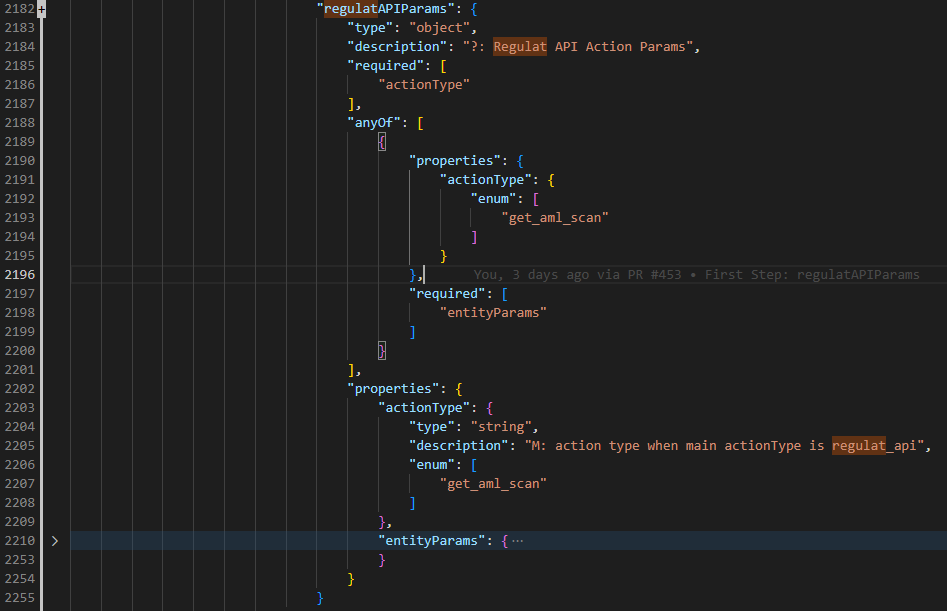 2182 + "regulatAPIParams": {
2183 "type": "object",
2184 "description": "?: Regulat API Action Params",
2185 "required": [
2186 "actionType"
2187 ],
2188 "anyOf": [
2189 {
2190 "properties": {
2191 "actionType": {
2192 "enum": [
2193 "get_aml_scan"
2194 ]
2195 }
2196 }, You, 3 days ago via PR #453 • First Step: regulatAPIParams
2197 "required": [
2198 "entityParams"
2199 ]
2200 }
2201 ],
2202 "properties": {
2203 "actionType": {
2204 "type": "string",
2205 "description": "M: action type when main actionType is regulat_api",
2206 "enum": [
2207 "get_aml_scan"
2208 ]
2209 },
2210 > "entityParams": { ⋯
2253 }
2254 }
2255 }